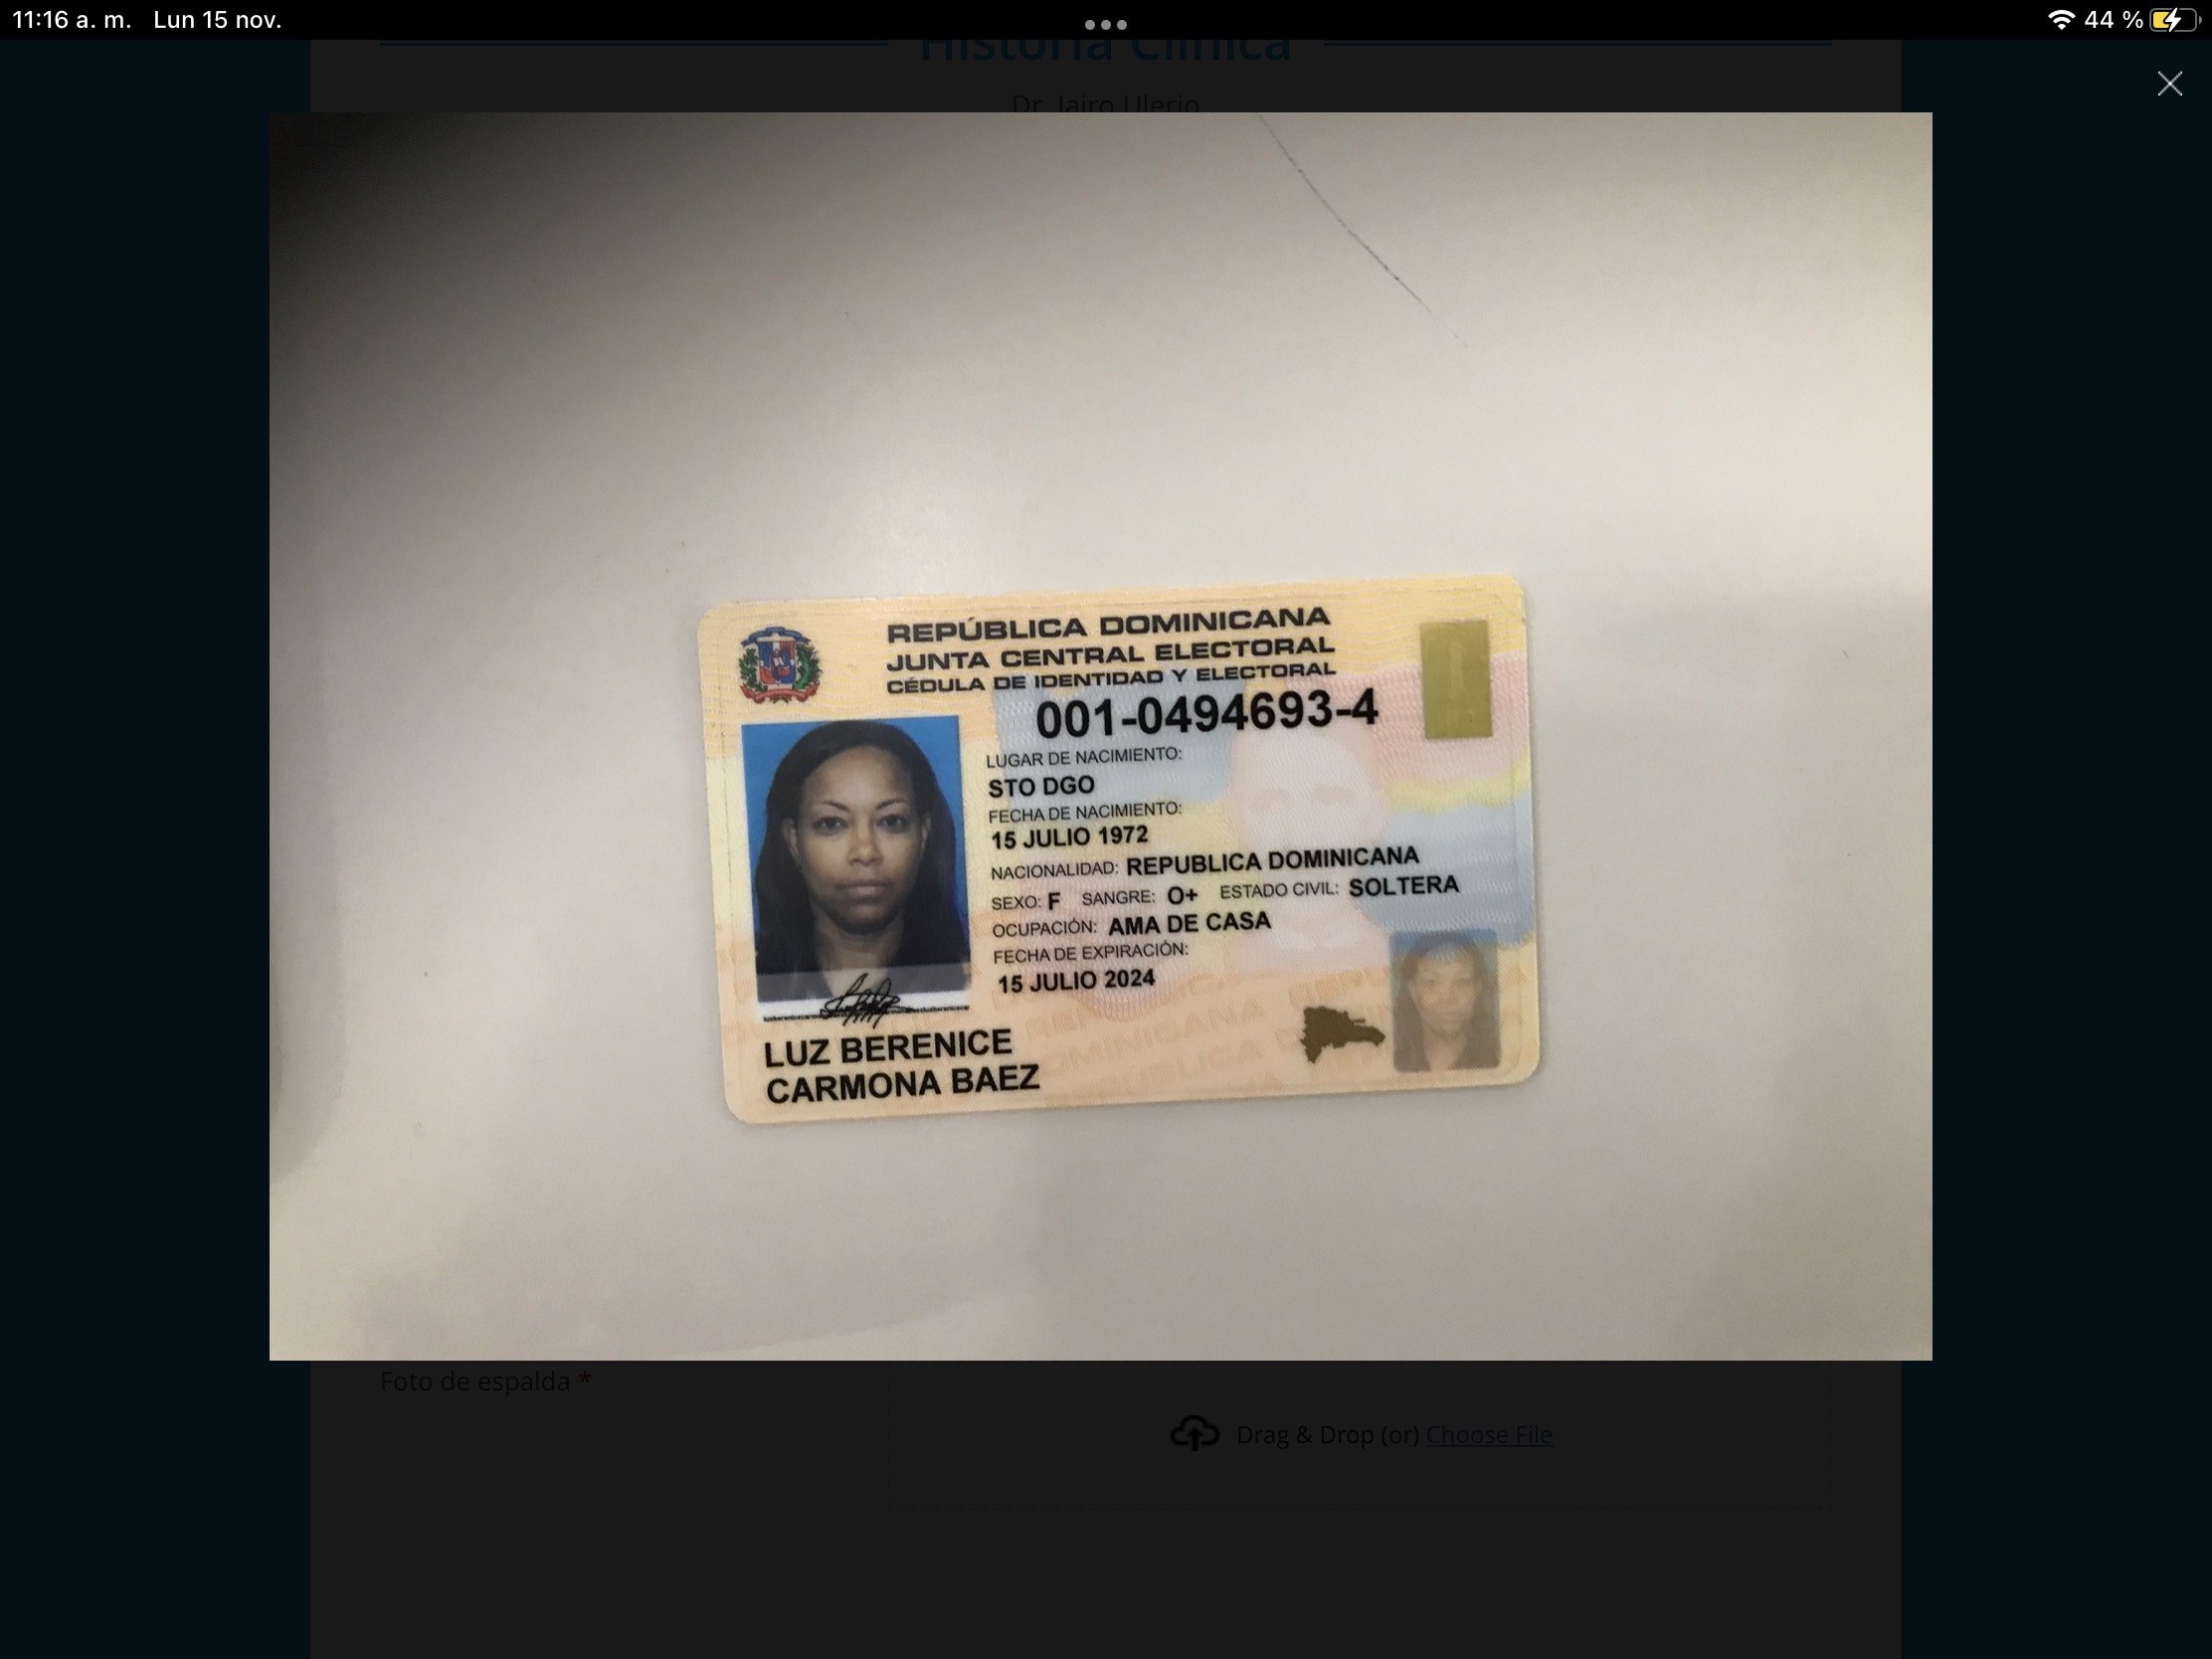 11:16 a. m. Lun 15 nov.
44 %
Historia Clínica
Dr. Jairo Ulerio
REPÚBLICA DOMINICANA
JUNTA CENTRAL ELECTORAL
CÉDULA DE IDENTIDAD Y ELECTORAL
001-0494693-4
LUGAR DE NACIMIENTO:
STO DGO
FECHA DE NACIMIENTO:
15 JULIO 1972
NACIONALIDAD: REPUBLICA DOMINICANA
SEXO: F SANGRE: O+ ESTADO CIVIL: SOLTERA
OCUPACIÓN: AMA DE CASA
FECHA DE EXPIRACIÓN:
15 JULIO 2024
LUZ BERENICE
CARMONA BAEZ
Foto de espalda *
Drag & Drop (or) Choose File